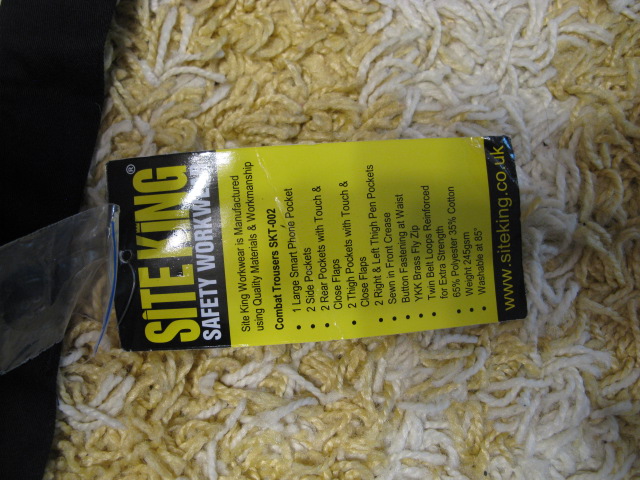 SITE KING®
SAFETY WORKWEAR
Site King Workwear is Manufactured
using Quality Materials & Workmanship
Combat Trousers SKT-002
• 1 Large Smart Phone Pocket
• 2 Side Pockets
• 2 Rear Pockets with Touch &
Close Flaps
• 2 Thigh Pockets with Touch &
Close Flaps
• 2 Right & Left Thigh Pen Pockets
• Sewn in Front Crease
• Button Fastening at Waist
• YKK Brass Fly Zip
• Twin Belt Loops Reinforced
for Extra Strength
• 65% Polyester 35% Cotton
• Weight 245gsm
• Washable at 85°
www.siteking.co.uk